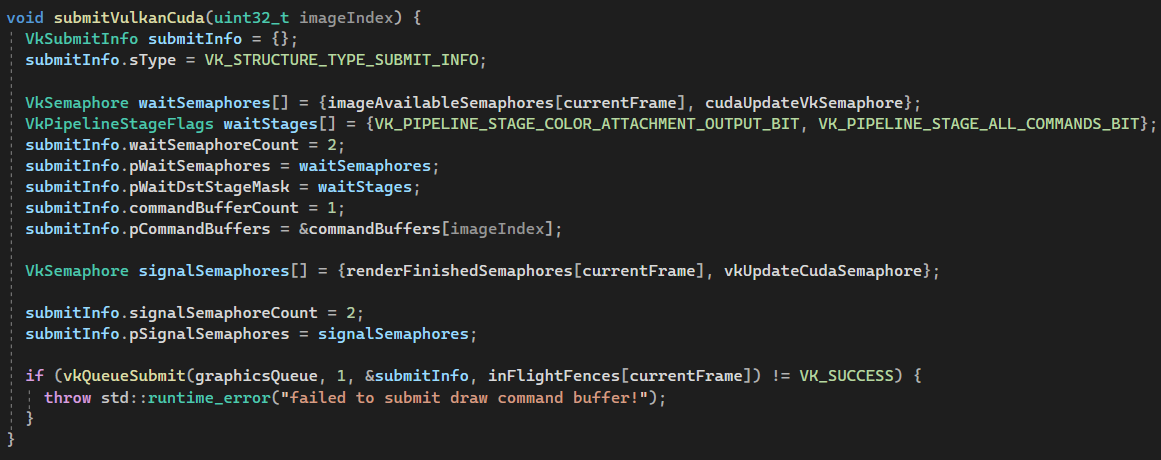 void submitVulkanCuda(uint32_t imageIndex) {
VkSubmitInfo submitInfo = {};
submitInfo.sType = VK_STRUCTURE_TYPE_SUBMIT_INFO;
VkSemaphore waitSemaphores[] = {imageAvailableSemaphores[currentFrame], cudaUpdateVkSemaphore};
VkPipelineStageFlags waitStages[] = {VK_PIPELINE_STAGE_COLOR_ATTACHMENT_OUTPUT_BIT, VK_PIPELINE_STAGE_ALL_COMMANDS_BIT};
submitInfo.waitSemaphoreCount = 2;
submitInfo.pWaitSemaphores = waitSemaphores;
submitInfo.pWaitDstStageMask = waitStages;
submitInfo.commandBufferCount = 1;
submitInfo.pCommandBuffers = &commandBuffers[imageIndex];
VkSemaphore signalSemaphores[] = {renderFinishedSemaphores[currentFrame], vkUpdateCudaSemaphore};
submitInfo.signalSemaphoreCount = 2;
submitInfo.pSignalSemaphores = signalSemaphores;
if (vkQueueSubmit(graphicsQueue, 1, &submitInfo, inFlightFences[currentFrame]) != VK_SUCCESS) {
throw std::runtime_error("failed to submit draw command buffer!");
}
}